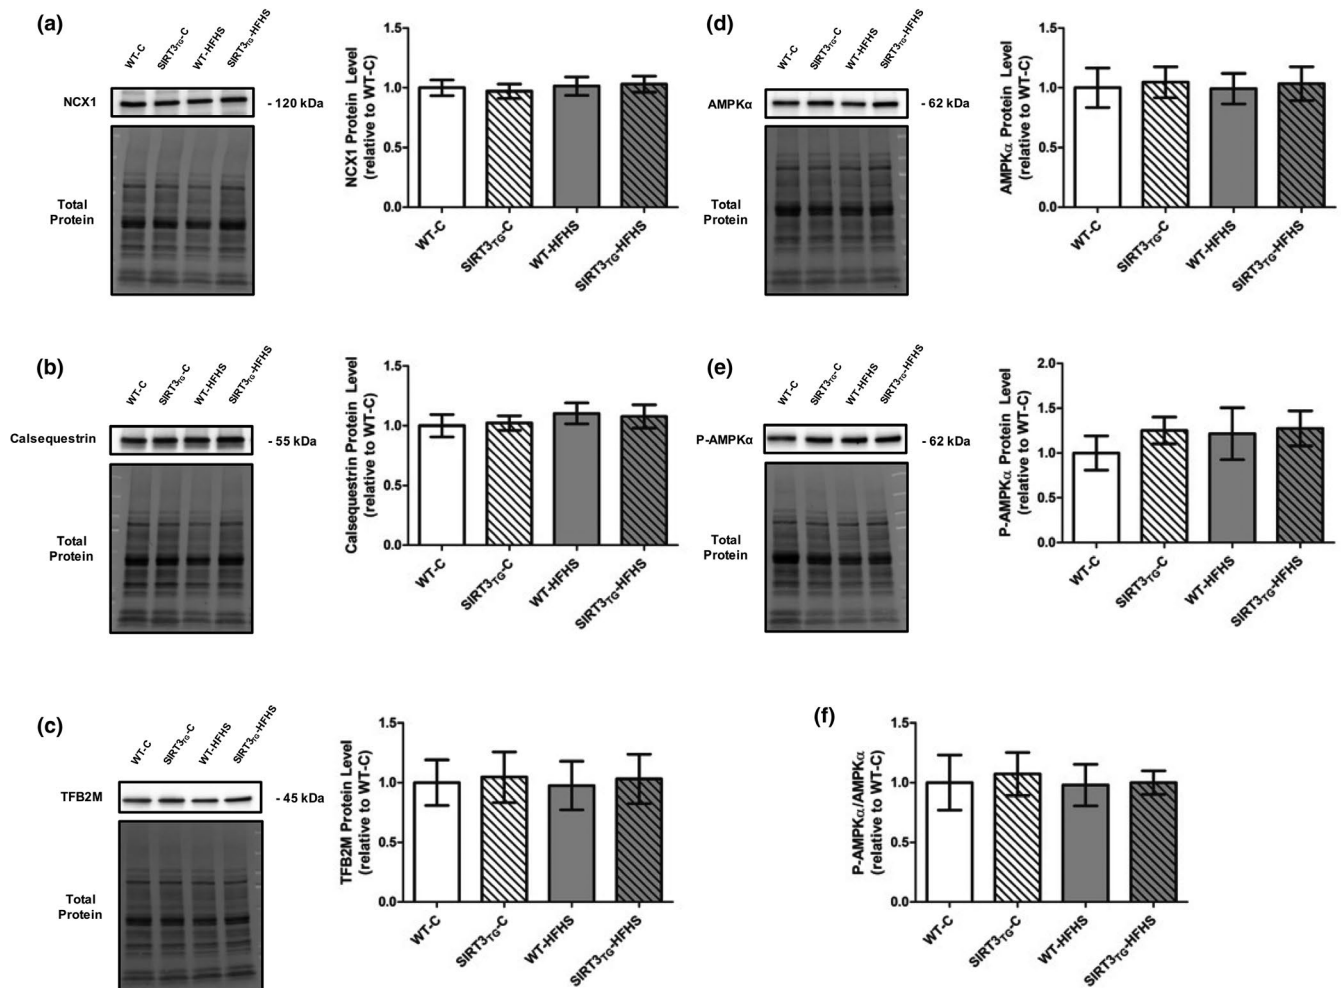 (a)
WT-C
SIRT3TG-C
WT-HFHS
SIRT3TG-HFHS
NCX1
- 120 kDa
Total
Protein
NCX1 Protein Level
(relative to WT-C)
1.5
1.0
0.5
0.0
WT-C
SIRT3TG-C
WT-HFHS
SIRT3TG-HFHS
(d)
WT-C
SIRT3TG-C
WT-HFHS
SIRT3TG-HFHS
AMPKα
- 62 kDa
Total
Protein
AMPKα Protein Level
(relative to WT-C)
1.5
1.0
0.5
0.0
WT-C
SIRT3TG-C
WT-HFHS
SIRT3TG-HFHS
(b)
WT-C
SIRT3TG-C
WT-HFHS
SIRT3TG-HFHS
Calsequestrin
- 55 kDa
Total
Protein
Calsequestrin Protein Level
(relative to WT-C)
1.5
1.0
0.5
0.0
WT-C
SIRT3TG-C
WT-HFHS
SIRT3TG-HFHS
(e)
WT-C
SIRT3TG-C
WT-HFHS
SIRT3TG-HFHS
P-AMPKα
- 62 kDa
Total
Protein
P-AMPKα Protein Level
(relative to WT-C)
2.0
1.5
1.0
0.5
0.0
WT-C
SIRT3TG-C
WT-HFHS
SIRT3TG-HFHS
(c)
WT-C
SIRT3TG-C
WT-HFHS
SIRT3TG-HFHS
TFB2M
- 45 kDa
Total
Protein
TFB2M Protein Level
(relative to WT-C)
1.5
1.0
0.5
0.0
WT-C
SIRT3TG-C
WT-HFHS
SIRT3TG-HFHS
(f)
P-AMPKα/AMPKα
(relative to WT-C)
1.5
1.0
0.5
0.0
WT-C
SIRT3TG-C
WT-HFHS
SIRT3TG-HFHS